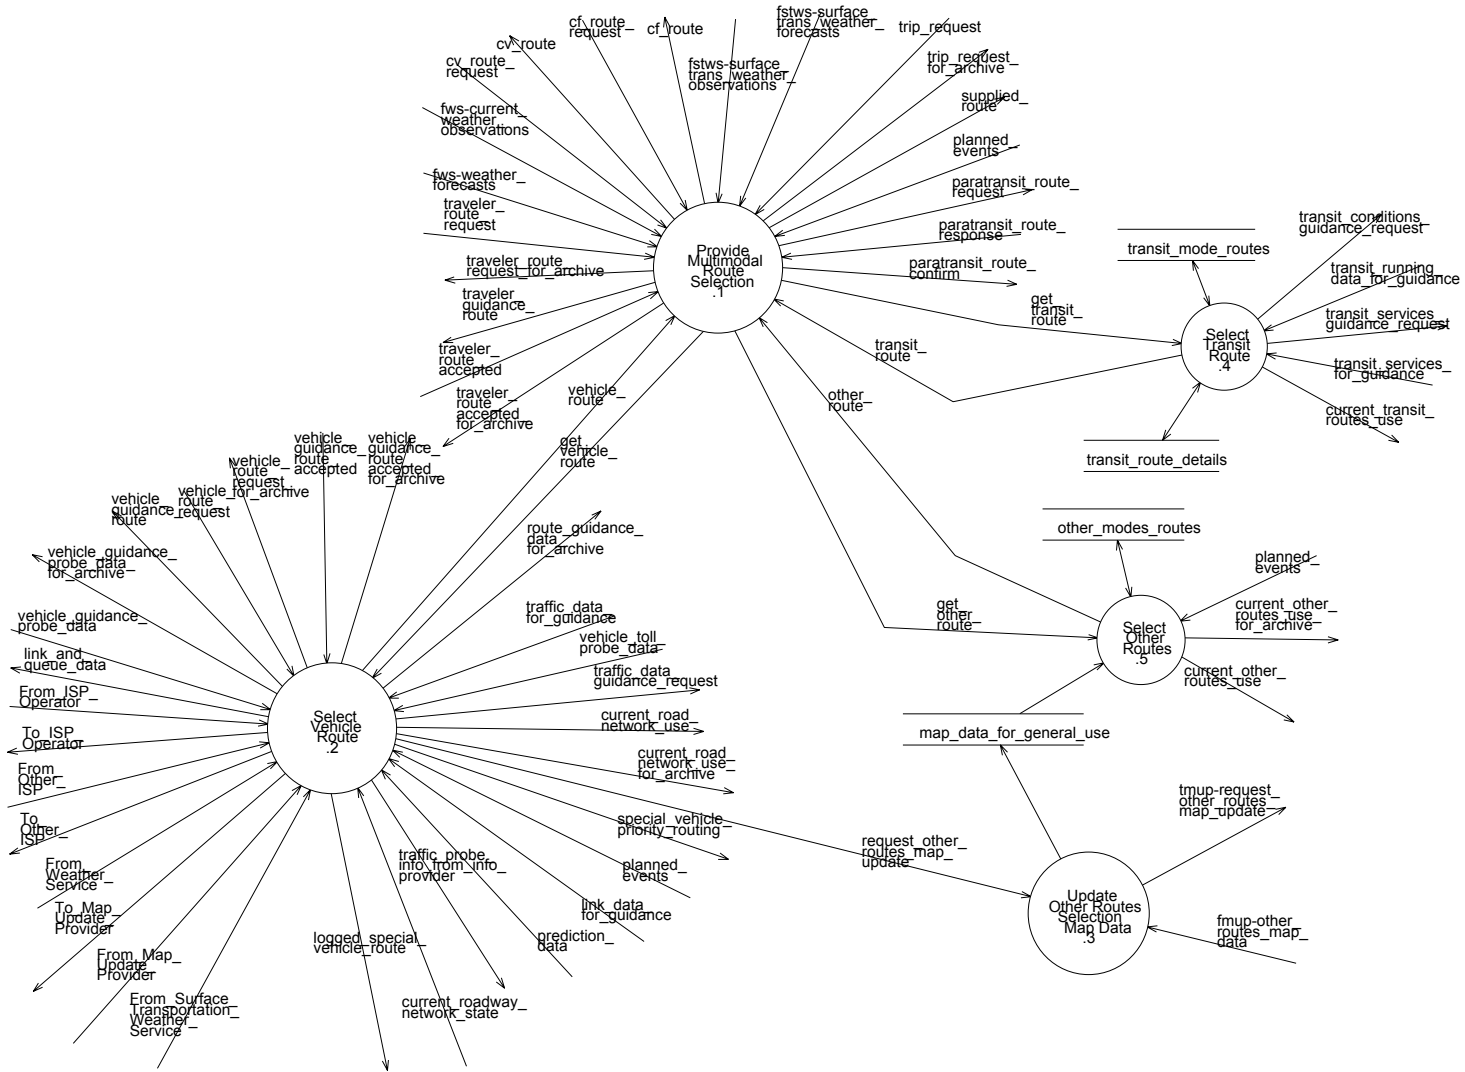 cf_route_
request_
cf_route
fstws-surface_
trans_weather_
forecasts
trip_request
cv_route
cv_route_
request
fstws-surface_
trans_weather_
observations
trip_request_
for_archive
supplied_
route
fws-current_
weather_
observations
planned_
events
fws-weather_
forecasts
paratransit_route_
request
traveler_
route_
request
paratransit_route_
response
traveler_route_
request_for_archive
paratransit_route_
confirm
traveler_
guidance_
route
Provide
Multimodal
Route
Selection
.1
get_
transit_
route
transit_mode_routes
transit_conditions_
guidance_request
transit_running_
data_for_guidance
transit_services_
guidance_request
transit_services_
for_guidance
current_transit_
routes_use
Select
Transit
Route
.4
transit_route_details
transit_
route
traveler_
route_
accepted
traveler_
route_
accepted_
for_archive
vehicle_
route
other_
route
get_
vehicle_
route
vehicle_
guidance_
route_
accepted
vehicle_
guidance_
route_
accepted_
for_archive
vehicle_
route_
request_
for_archive
vehicle_
route_
request
vehicle_
guidance_
route
vehicle_guidance_
probe_data_
for_archive
vehicle_guidance_
probe_data
link_and_
queue_data
From_ISP_
Operator
To_ISP_
Operator
From_
Other_
ISP
To_
Other_
ISP
From_
Weather_
Service
To_Map_
Update_
Provider
From_Map_
Update_
Provider
From_Surface_
Transportation_
Weather_
Service
Select
Vehicle
Route
.2
route_guidance_
data_
for_archive
traffic_data_
for_guidance
vehicle_toll_
probe_data
traffic_data_
guidance_request
current_road_
network_use
current_road_
network_use_
for_archive
special_vehicle_
priority_routing
planned_
events
link_data_
for_guidance
prediction_
data
traffic_probe_
info_from_info_
provider
current_roadway_
network_state
logged_special_
vehicle_route
other_modes_routes
planned_
events
current_other_
routes_use_
for_archive
current_other_
routes_use
Select
Other
Routes
.5
get_
other_
route
map_data_for_general_use
request_other_
routes_map_
update
tmup-request_
other_routes_
map_update
Update
Other Routes
Selection
Map Data
.3
fmup-other_
routes_map_
data